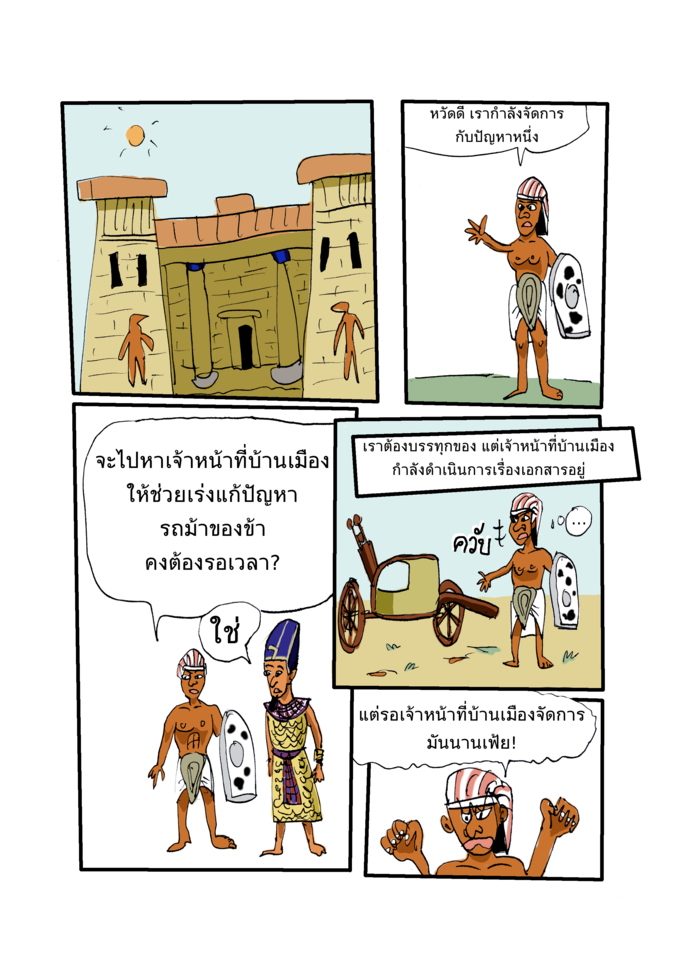 หวัดดี เรากำลังจัดการ
กับปัญหาหนึ่ง
จะไปหาเจ้าหน้าที่บ้านเมือง
ให้ช่วยเร่งแก้ปัญหา
รถม้าของข้า
คงต้องรอเวลา?
ใช่
เราต้องบรรทุกของ แต่เจ้าหน้าที่บ้านเมือง
กำลังดำเนินการเรื่องเอกสารอยู่
...
ควับ
แต่รอเจ้าหน้าที่บ้านเมืองจัดการ
มันนานเฟ้ย!